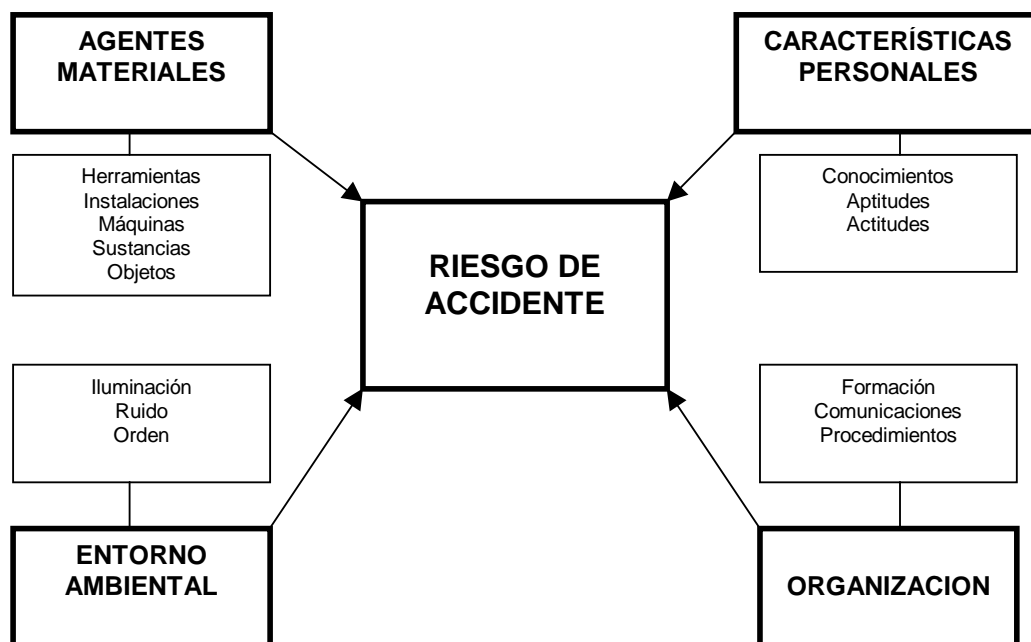 AGENTES
MATERIALES
CARACTERÍSTICAS
PERSONALES
Herramientas
Instalaciones
Máquinas
Sustancias
Objetos
Conocimientos
Aptitudes
Actitudes
RIESGO DE
ACCIDENTE
Iluminación
Ruido
Orden
Formación
Comunicaciones
Procedimientos
ENTORNO
AMBIENTAL
ORGANIZACION